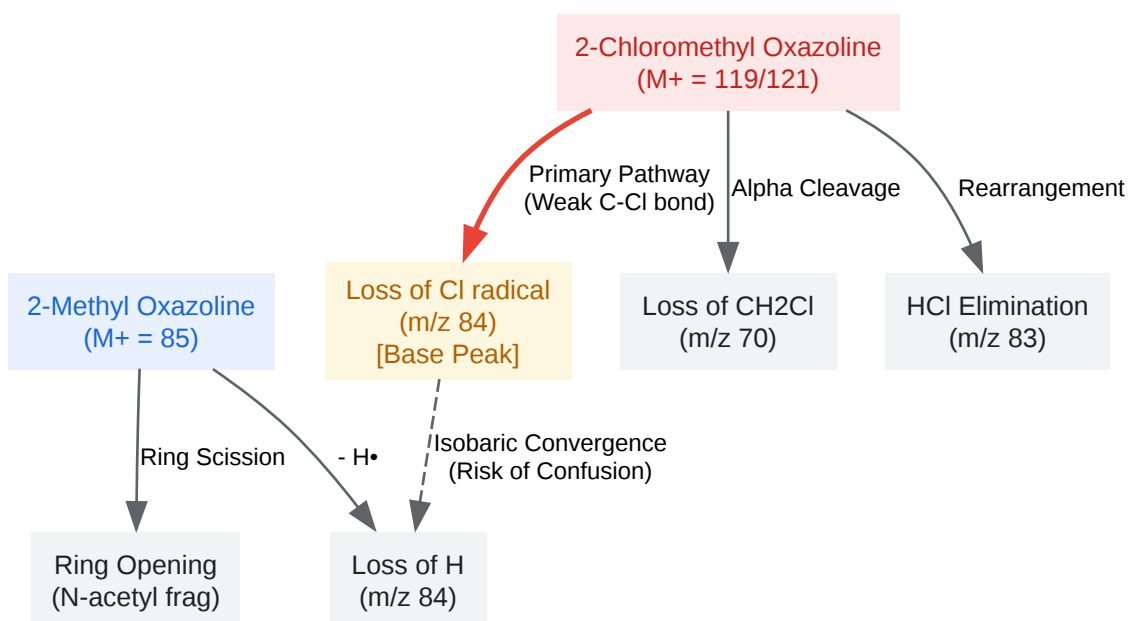 2-Chloromethyl Oxazoline
(M+ = 119/121)
Primary Pathway
(Weak C-Cl bond)
Alpha Cleavage
Rearrangement
2-Methyl Oxazoline
(M+ = 85)
Loss of Cl radical
(m/z 84)
[Base Peak]
Loss of CH2Cl
(m/z 70)
HCl Elimination
(m/z 83)
Ring Scission
- H•
Isobaric Convergence
(Risk of Confusion)
Ring Opening
(N-acetyl frag)
Loss of H
(m/z 84)